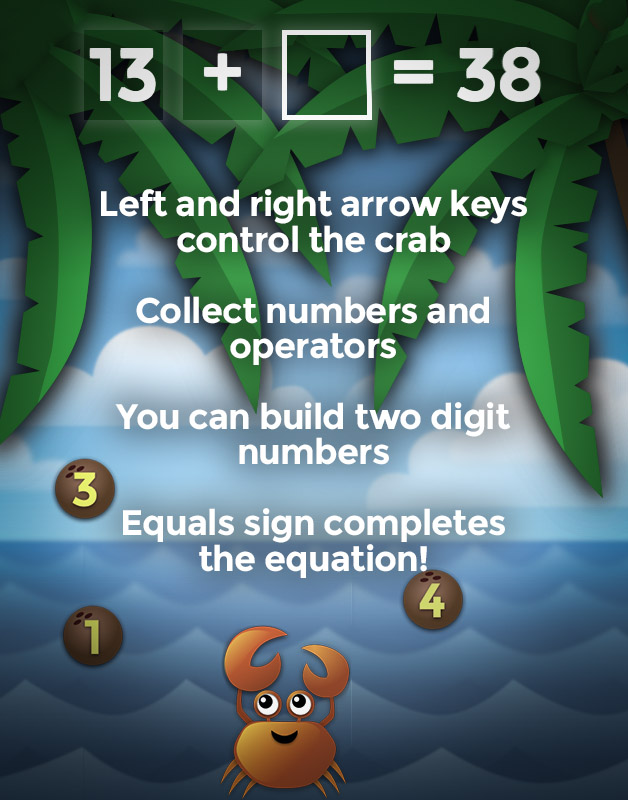 13 + = 38
Left and right arrow keys
control the crab
Collect numbers and
operators
You can build two digit
numbers
3
Equals sign completes
the equation!
4
1